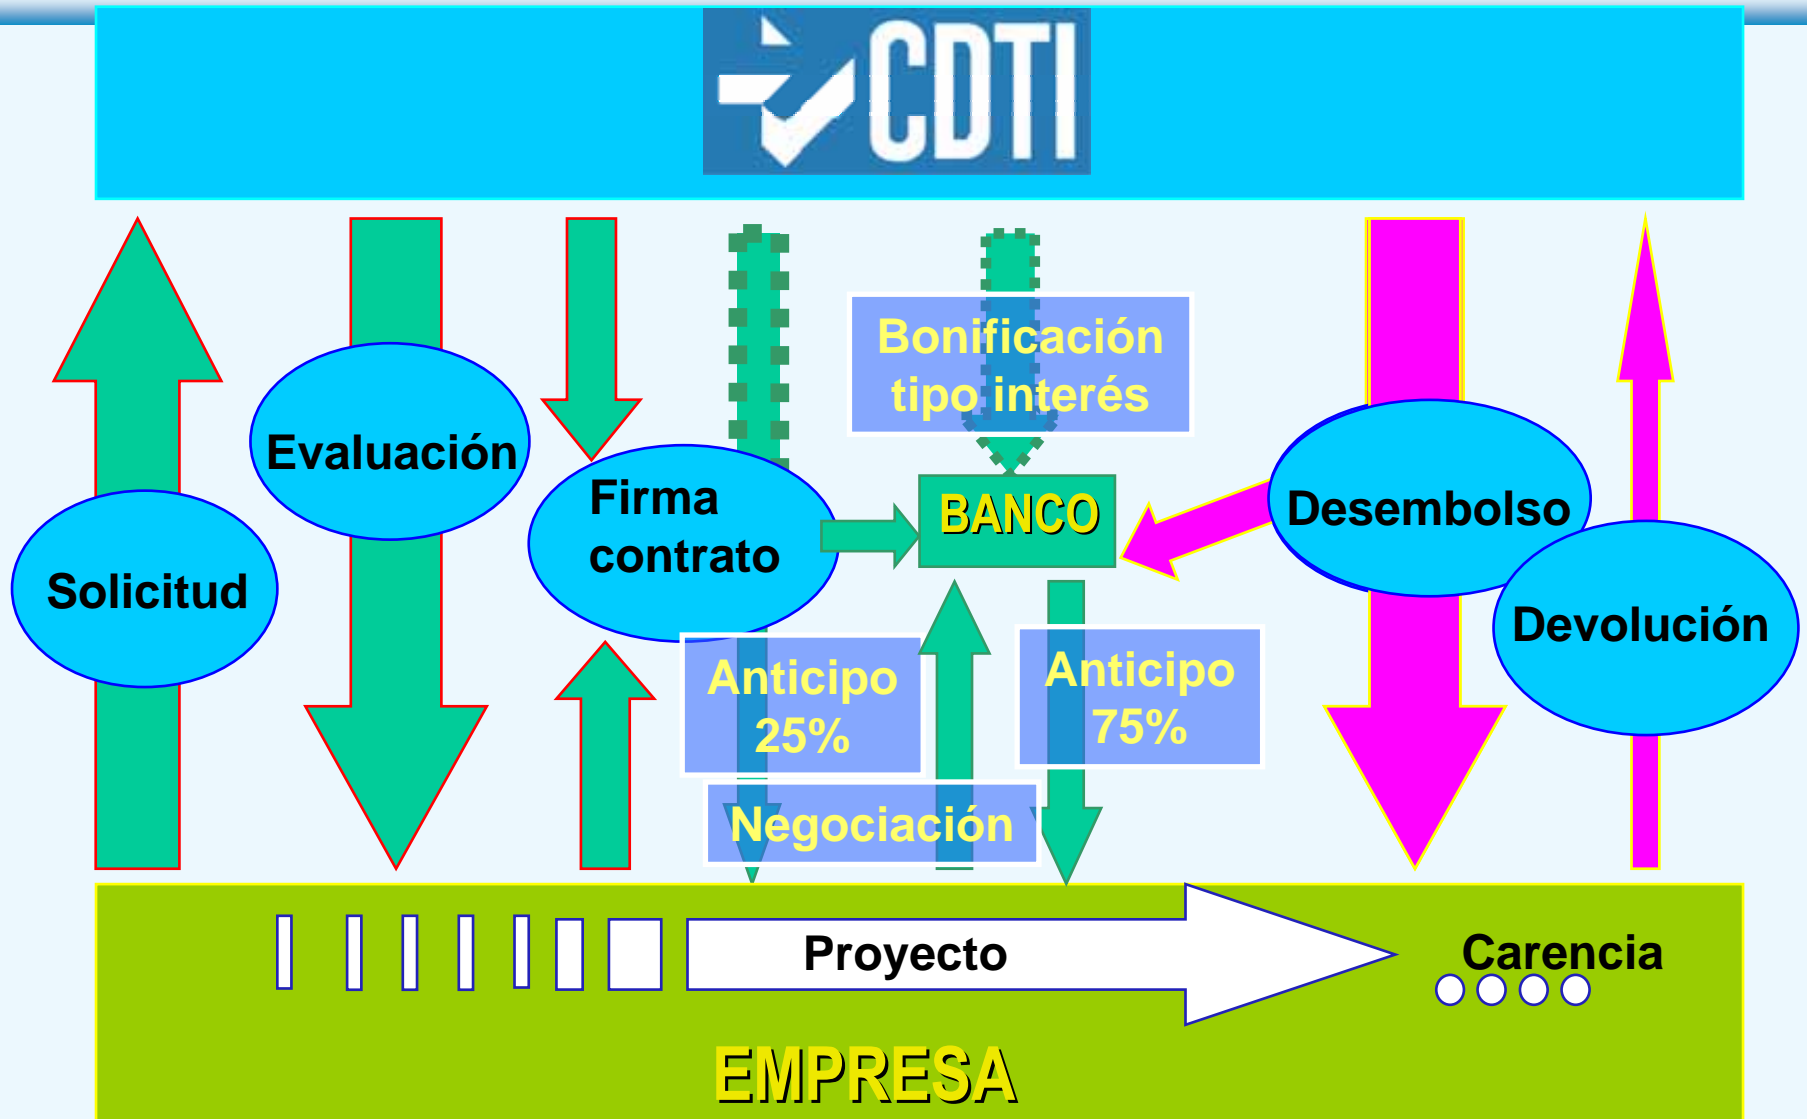 CDTI
Bonificación
tipo interés
Evaluación
Firma
contrato
BANCO
Desembolso
Solicitud
Devolución
Anticipo
25%
Anticipo
75%
Negociación
Proyecto
Carencia
EMPRESA